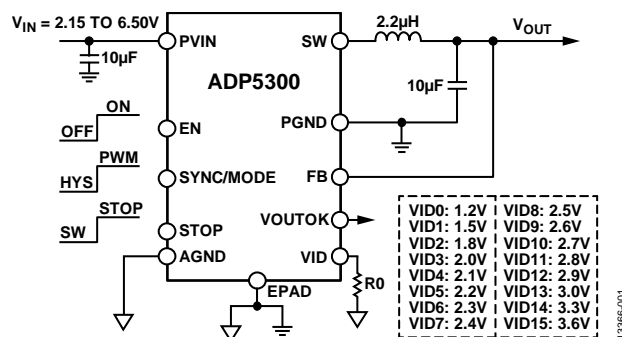 VIN = 2.15 TO 6.50V
10µF
PVIN
SW
2.2µH
VOUT
10µF
ADP5300
ON
OFF
EN
PGND
PWM
HYS
SYNC/MODE
FB
STOP
SW
STOP
VOUTOK
AGND
VID
R0
EPAD
VID0: 1.2V
VID1: 1.5V
VID2: 1.8V
VID3: 2.0V
VID4: 2.1V
VID5: 2.2V
VID6: 2.3V
VID7: 2.4V
VID8: 2.5V
VID9: 2.6V
VID10: 2.7V
VID11: 2.8V
VID12: 2.9V
VID13: 3.0V
VID14: 3.3V
VID15: 3.6V